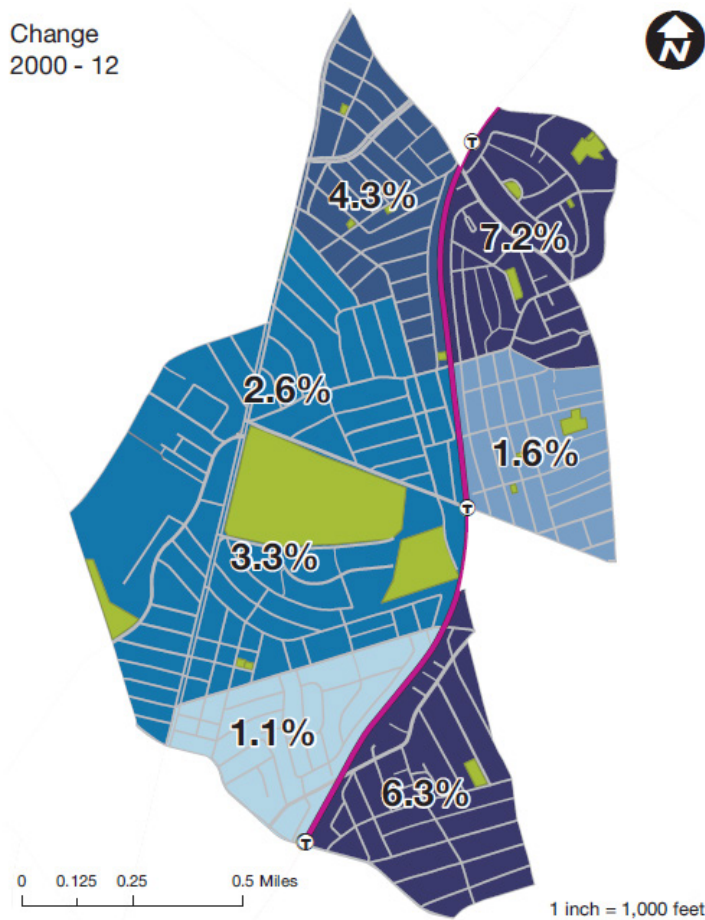 Change
2000 - 12
N
T
4.3%
7.2%
2.6%
1.6%
T
3.3%
1.1%
6.3%
T
0 0.125 0.25 0.5 Miles
1 inch = 1,000 feet